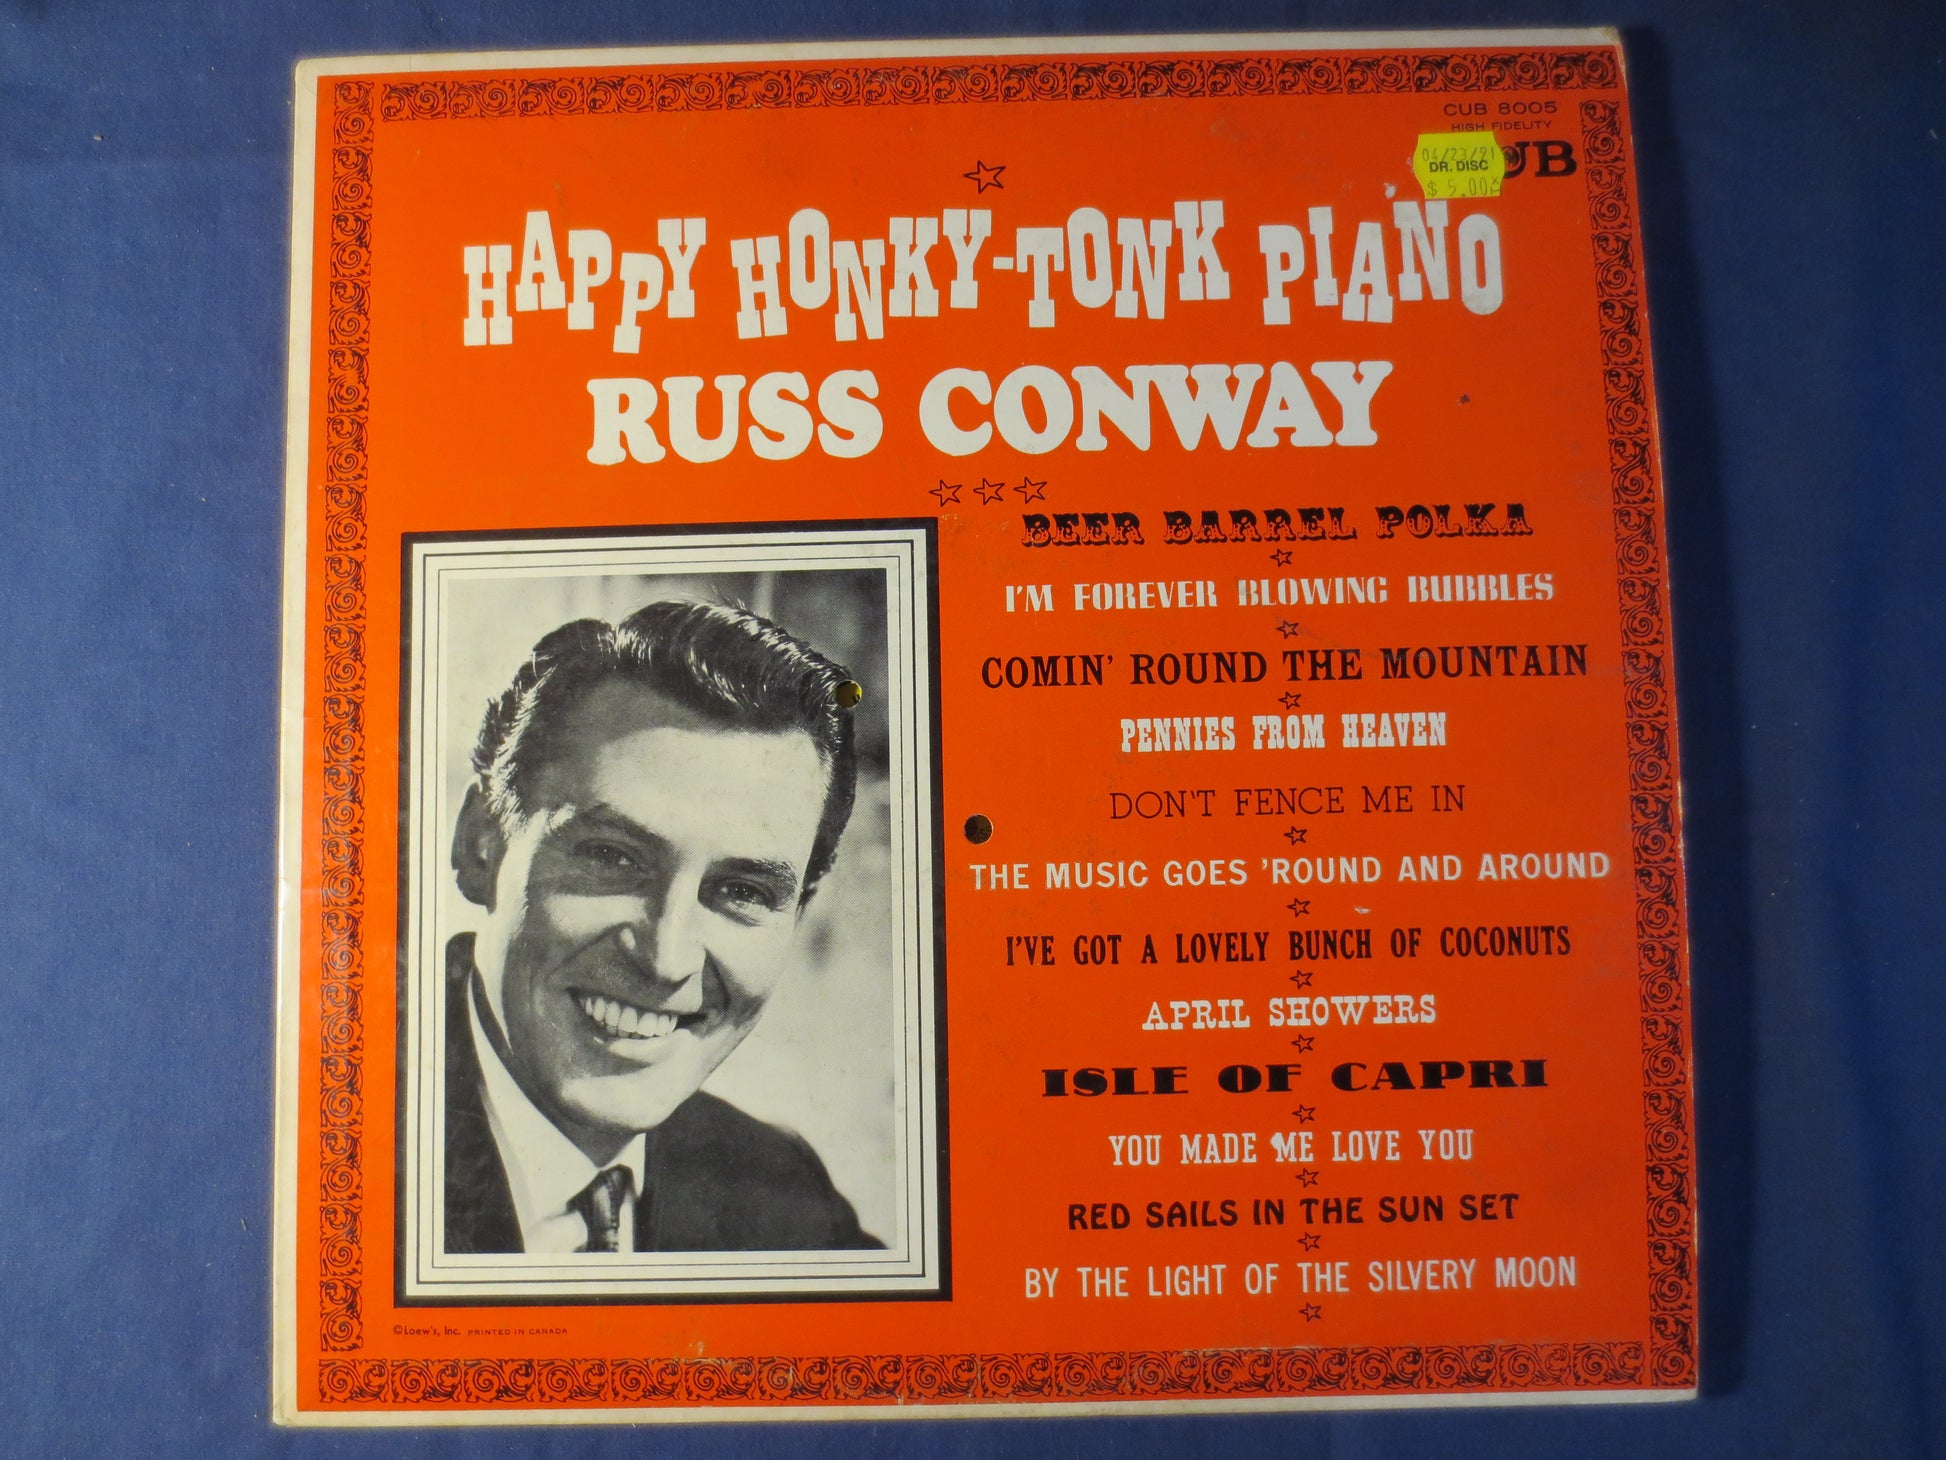 CUB 8005
HIGH FIDELITY
04/23/91
DR. DISC
$ 5.00
HAPPY HONKY-TONK PIANO
RUSS CONWAY
BEER BARREL POLKA
I'M FOREVER BLOWING BUBBLES
COMIN' ROUND THE MOUNTAIN
PENNIES FROM HEAVEN
DON'T FENCE ME IN
THE MUSIC GOES 'ROUND AND AROUND
I'VE GOT A LOVELY BUNCH OF COCONUTS
APRIL SHOWERS
ISLE OF CAPRI
YOU MADE ME LOVE YOU
RED SAILS IN THE SUN SET
BY THE LIGHT OF THE SILVERY MOON
©Loew's, Inc. PRINTED IN CANADA